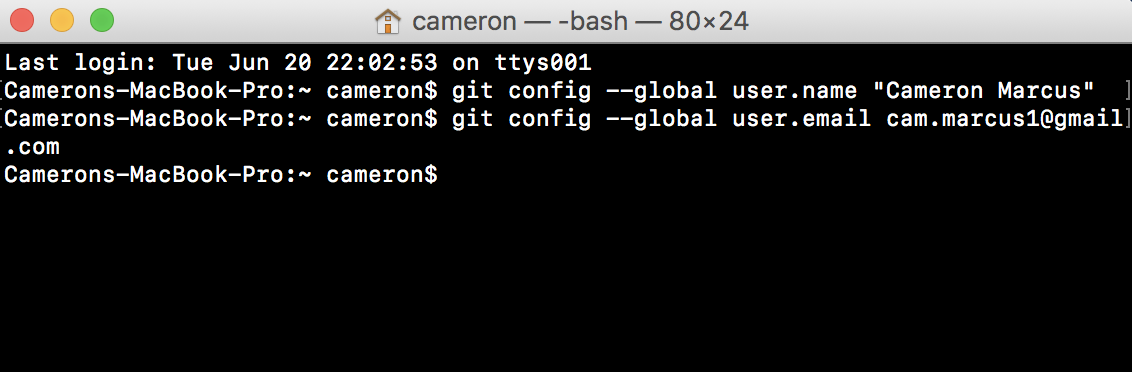 cameron — -bash — 80×24
Last login: Tue Jun 20 22:02:53 on ttys001
[Camerons-MacBook-Pro:~ cameron$ git config --global user.name "Cameron Marcus"  ]
[Camerons-MacBook-Pro:~ cameron$ git config --global user.email cam.marcus1@gmail]
.com
Camerons-MacBook-Pro:~ cameron$